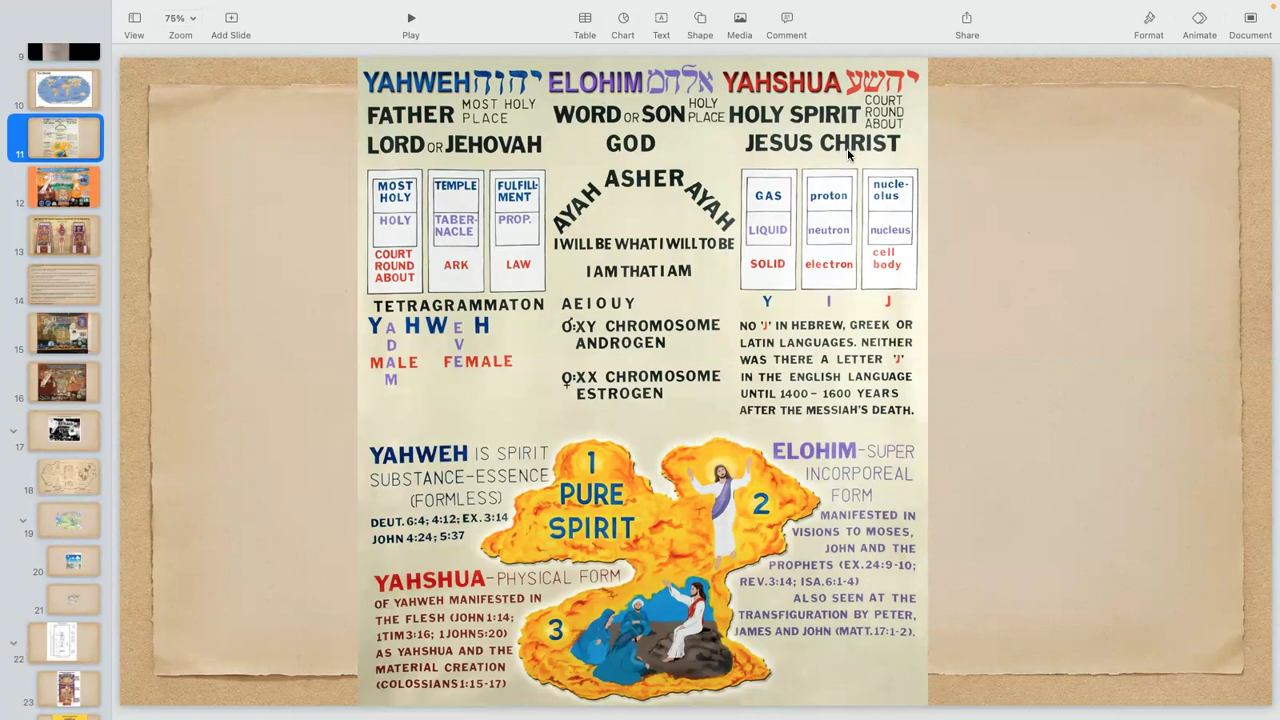 View
75%
Zoom
Add Slide
Play
Table
Chart
Text
Shape
Media
Comment
Share
Format
Animate
Document
9
10
11
12
13
14
15
16
17
18
19
20
21
22
23
YAHWEH יהוה ELOHIM אלהמ YAHSHUA יהשע
FATHER MOST HOLY PLACE WORD OR SON HOLY PLACE HOLY SPIRIT COURT ROUND ABOUT
LORD OR JEHOVAH GOD JESUS CHRIST
MOST HOLY
HOLY
COURT ROUND ABOUT
TEMPLE
TABER-NACLE
ARK
FULFILL-MENT
PROP.
LAW
AYAH ASHER AYAH
I WILL BE WHAT I WILL TO BE
I AM THAT I AM
GAS
LIQUID
SOLID
proton
neutron
electron
nucle-olus
nucleus
cell body
TETRAGRAMMATON
YAHWEH
ADAM
EVE
MALE FEMALE
A E I O U Y
♂:XY CHROMOSOME
ANDROGEN
♀:XX CHROMOSOME
ESTROGEN
Y I J
NO 'J' IN HEBREW, GREEK OR
LATIN LANGUAGES. NEITHER
WAS THERE A LETTER 'J'
IN THE ENGLISH LANGUAGE
UNTIL 1400 - 1600 YEARS
AFTER THE MESSIAH'S DEATH.
YAHWEH IS SPIRIT
SUBSTANCE-ESSENCE
(FORMLESS)
DEUT. 6:4; 4:12; EX. 3:14
JOHN 4:24; 5:37
1
PURE
SPIRIT
2
ELOHIM-SUPER
INCORPOREAL
FORM
MANIFESTED IN
VISIONS TO MOSES,
JOHN AND THE
PROPHETS (EX.24:9-10;
REV.3:14; ISA.6:1-4)
ALSO SEEN AT THE
TRANSFIGURATION BY PETER,
JAMES AND JOHN (MATT.17:1-2).
YAHSHUA-PHYSICAL FORM
OF YAHWEH MANIFESTED IN
THE FLESH (JOHN 1:14;
1TIM 3:16; 1JOHN 5:20)
AS YAHSHUA AND THE
MATERIAL CREATION
(COLOSSIANS 1:15-17)
3